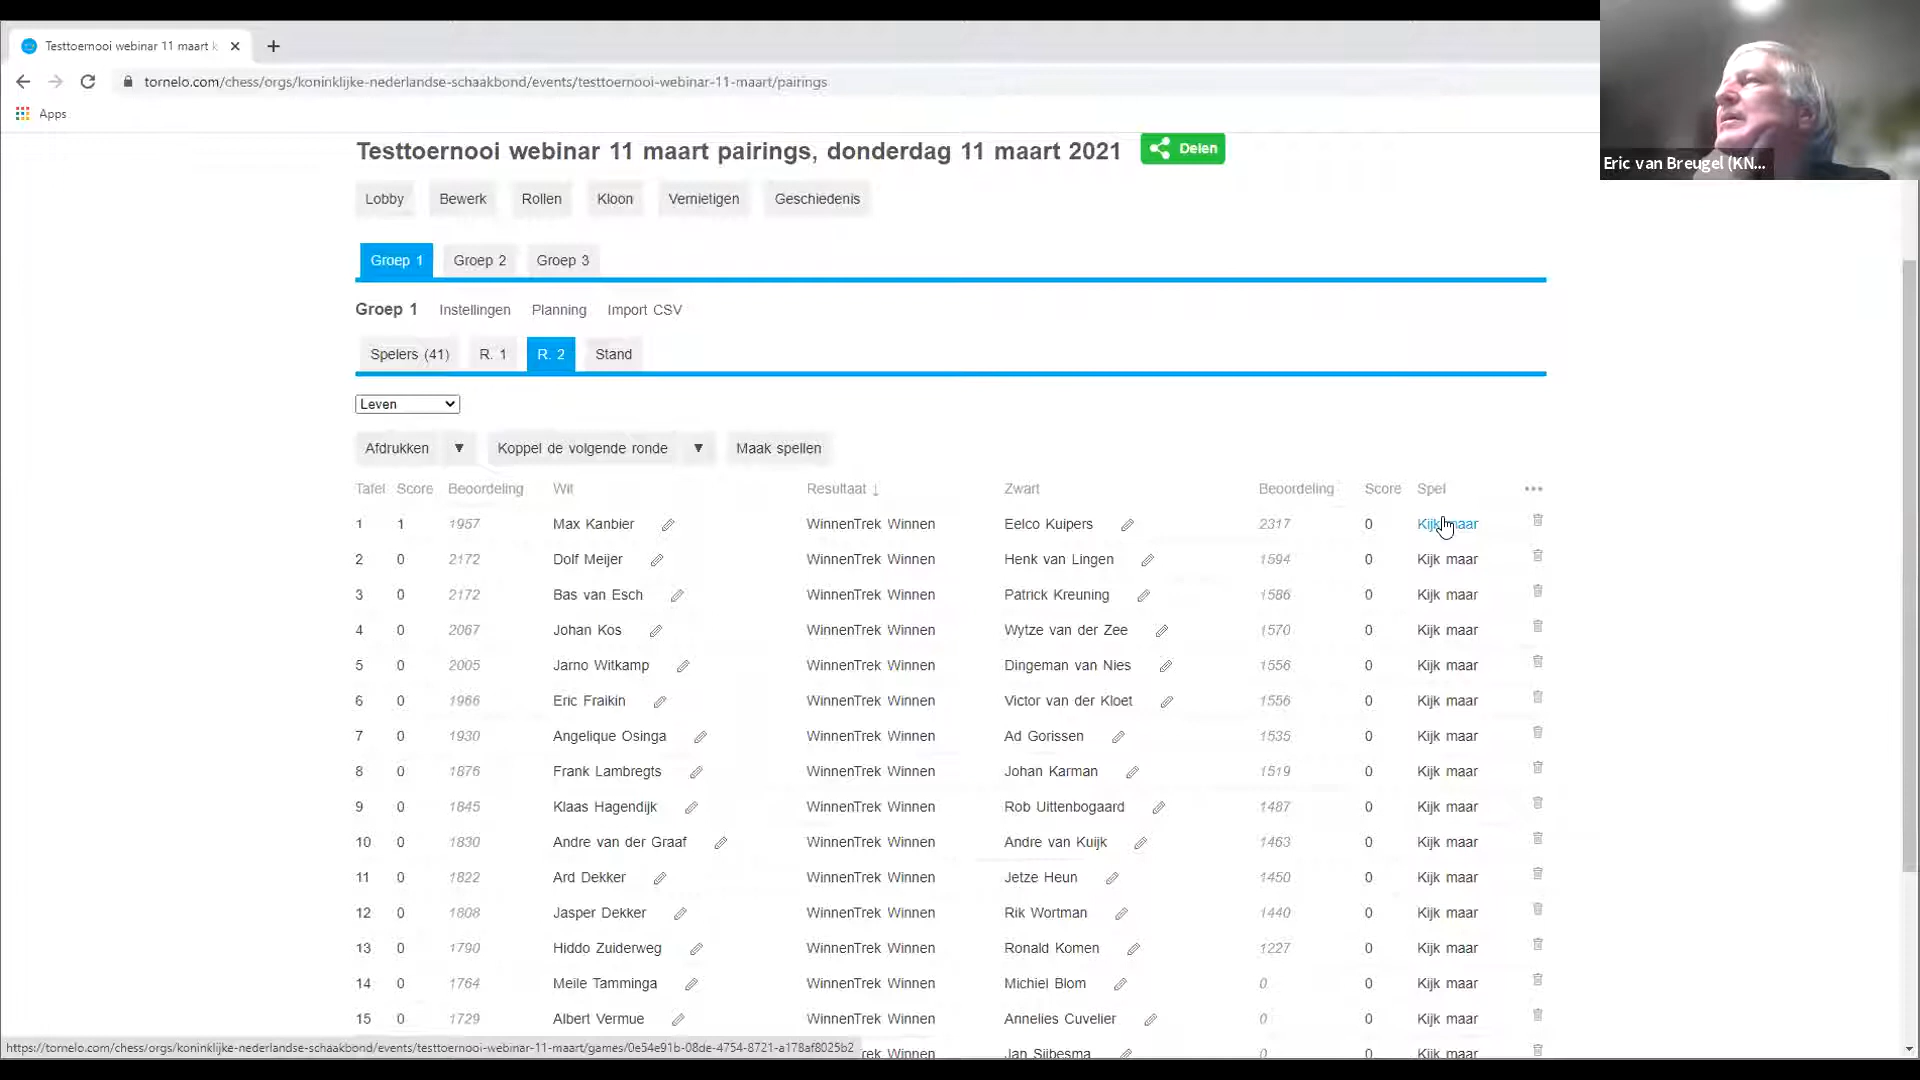 Testtoernooi webinar 11 maart k
tornelo.com/chess/orgs/koninklijke-nederlandse-schaakbond/events/testtoernooi-webinar-11-maart/pairings
Apps
Eric van Breugel (KN...
Testtoernooi webinar 11 maart pairings, donderdag 11 maart 2021 Delen
Lobby Bewerk Rollen Kloon Vernietigen Geschiedenis
Groep 1 Groep 2 Groep 3
Groep 1 Instellingen Planning Import CSV
Spelers (41) R. 1 R. 2 Stand
Leven
Afdrukken ▼ Koppel de volgende ronde ▼ Maak spellen
Tafel Score Beoordeling Wit Resultaat ↓ Zwart Beoordeling Score Spel •••
1 1 1957 Max Kanbier WinnenTrek Winnen Eelco Kuipers 2317 0 Kijk maar
2 0 2172 Dolf Meijer WinnenTrek Winnen Henk van Lingen 1594 0 Kijk maar
3 0 2172 Bas van Esch WinnenTrek Winnen Patrick Kreuning 1586 0 Kijk maar
4 0 2067 Johan Kos WinnenTrek Winnen Wytze van der Zee 1570 0 Kijk maar
5 0 2005 Jarno Witkamp WinnenTrek Winnen Dingeman van Nies 1556 0 Kijk maar
6 0 1966 Eric Fraikin WinnenTrek Winnen Victor van der Kloet 1556 0 Kijk maar
7 0 1930 Angelique Osinga WinnenTrek Winnen Ad Gorissen 1535 0 Kijk maar
8 0 1876 Frank Lambregts WinnenTrek Winnen Johan Karman 1519 0 Kijk maar
9 0 1845 Klaas Hagendijk WinnenTrek Winnen Rob Uittenbogaard 1487 0 Kijk maar
10 0 1830 Andre van der Graaf WinnenTrek Winnen Andre van Kuijk 1463 0 Kijk maar
11 0 1822 Ard Dekker WinnenTrek Winnen Jetze Heun 1450 0 Kijk maar
12 0 1808 Jasper Dekker WinnenTrek Winnen Rik Wortman 1440 0 Kijk maar
13 0 1790 Hiddo Zuiderweg WinnenTrek Winnen Ronald Komen 1227 0 Kijk maar
14 0 1764 Meile Tamminga WinnenTrek Winnen Michiel Blom 0 0 Kijk maar
15 0 1729 Albert Vermue WinnenTrek Winnen Annelies Cuvelier 0 0 Kijk maar
Winnen Jan Sijbesma 0 0 Kijk maar
https://tornelo.com/chess/orgs/koninklijke-nederlandse-schaakbond/events/testtoernooi-webinar-11-maart/games/0e54e91b-08de-4754-8721-a178af8025b2